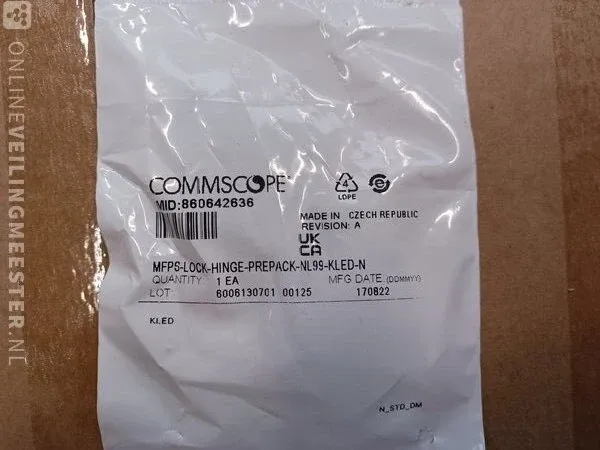 ONLINEVEILINGMEESTER.NL
COMMSCOPE
MID:860642636
4
LDPE
e
MADE IN CZECH REPUBLIC
REVISION: A
UK
CA
MFPS-LOCK-HINGE-PREPACK-NL99-KLED-N
QUANTITY 1 EA MFG DATE (DDMMYY)
LOT 6006130701 00125 170822
KLED
N_STD_DM